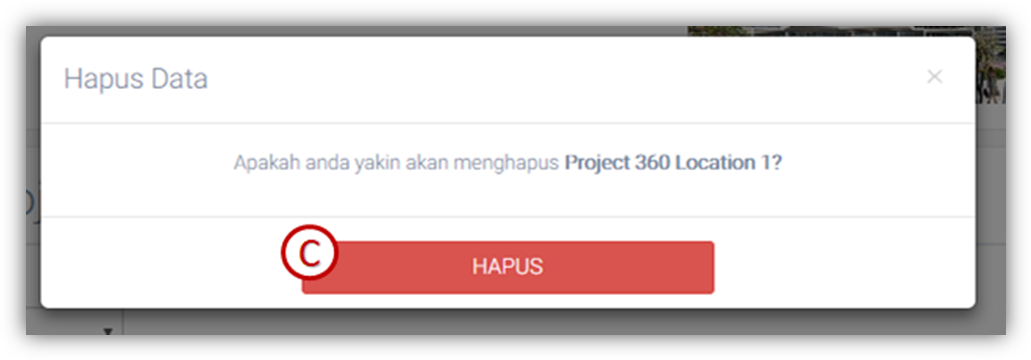 Hapus Data
×
Apakah anda yakin akan menghapus Project 360 Location 1?
C
HAPUS